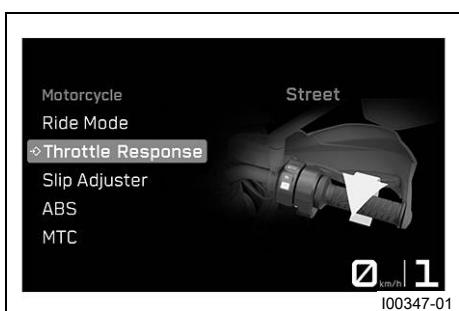 Motorcycle Street
Ride Mode
Throttle Response
Slip Adjuster
ABS
MTC
0 km/h 1
I00347-01